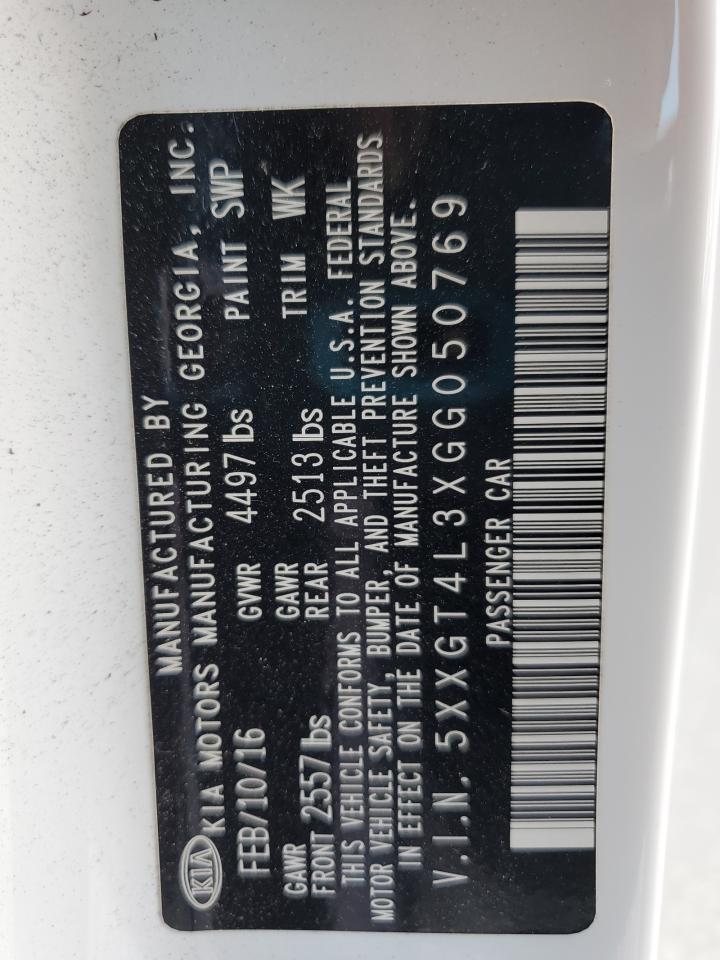 MANUFACTURED BY
KIA KIA MOTORS MANUFACTURING GEORGIA, INC.
FEB/10/16 GVWR 4497 lbs PAINT SWP
GAWR FRONT 2557 lbs GAWR REAR 2513 lbs TRIM WK
THIS VEHICLE CONFORMS TO ALL APPLICABLE U.S.A. FEDERAL
MOTOR VEHICLE SAFETY, BUMPER, AND THEFT PREVENTION STANDARDS
IN EFFECT ON THE DATE OF MANUFACTURE SHOWN ABOVE.
V.I.N. 5XXGT4L3XGG050769
PASSENGER CAR